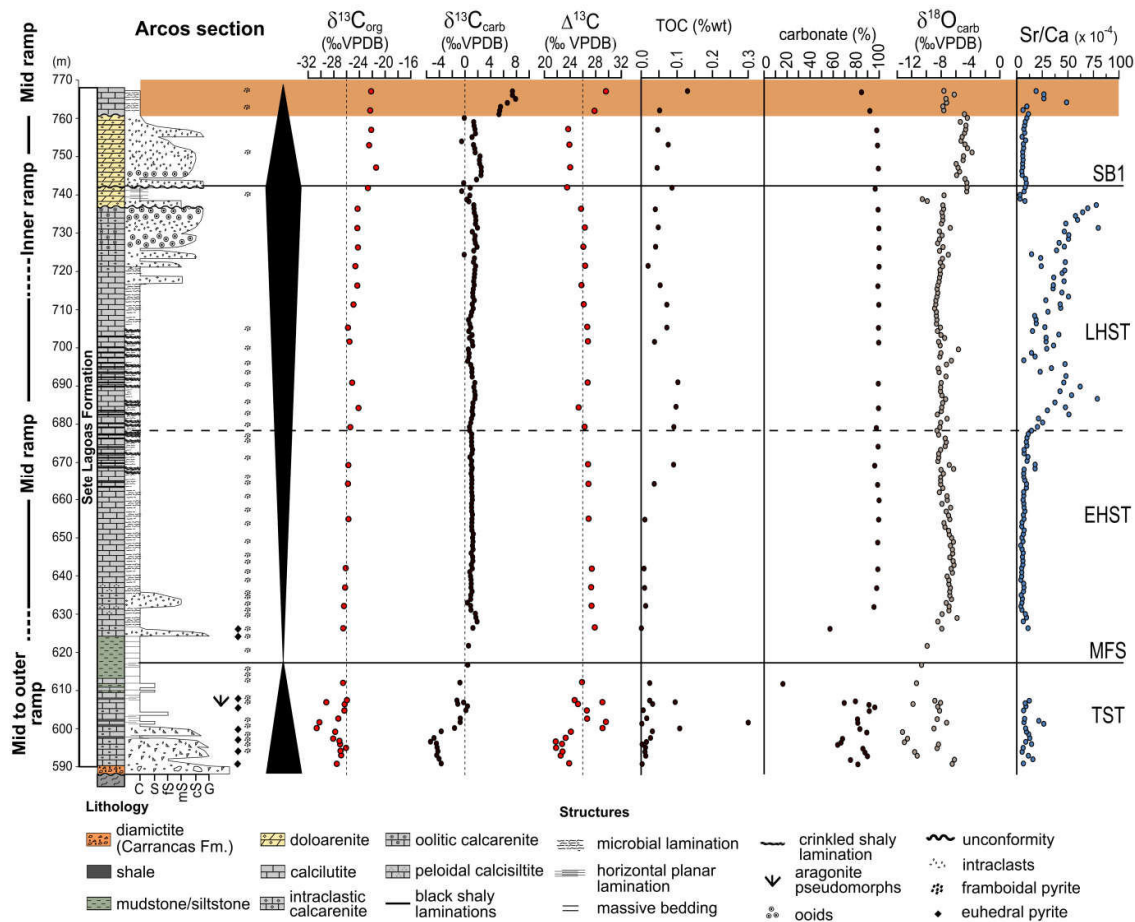 Arcos section
δ¹³Corg
(‰VPDB)
-32 -26 -16
δ¹³Ccarb
(‰VPDB)
-8 -4 0 4 8 10
Δ¹³C
(‰ VPDB)
20 24 28 32
TOC (%wt)
0.0 0.1 0.3
carbonate (%)
0 20 40 60 80 100
δ¹⁸Ocarb
(‰VPDB)
-12 -8 -4 0
Sr/Ca (x 10-4)
0 25 50 75 100
(m)
770
760
750
740
730
720
710
700
690
680
670
660
650
640
630
620
610
600
590
Mid to outer ramp
Mid ramp
Inner ramp
Mid ramp
Sete Lagoas Formation
SB1
LHST
EHST
MFS
TST
C S fS mS cS G
Lithology
diamictite
(Carrancas Fm.)
shale
mudstone/siltstone
doloarenite
calcilutite
intraclastic
calcarenite
oolitic calcarenite
peloidal calcisiltite
black shaly
laminations
Structures
microbial lamination
horizontal planar
lamination
massive bedding
crinkled shaly
lamination
aragonite
pseudomorphs
ooids
unconformity
intraclasts
framboidal pyrite
euhedral pyrite